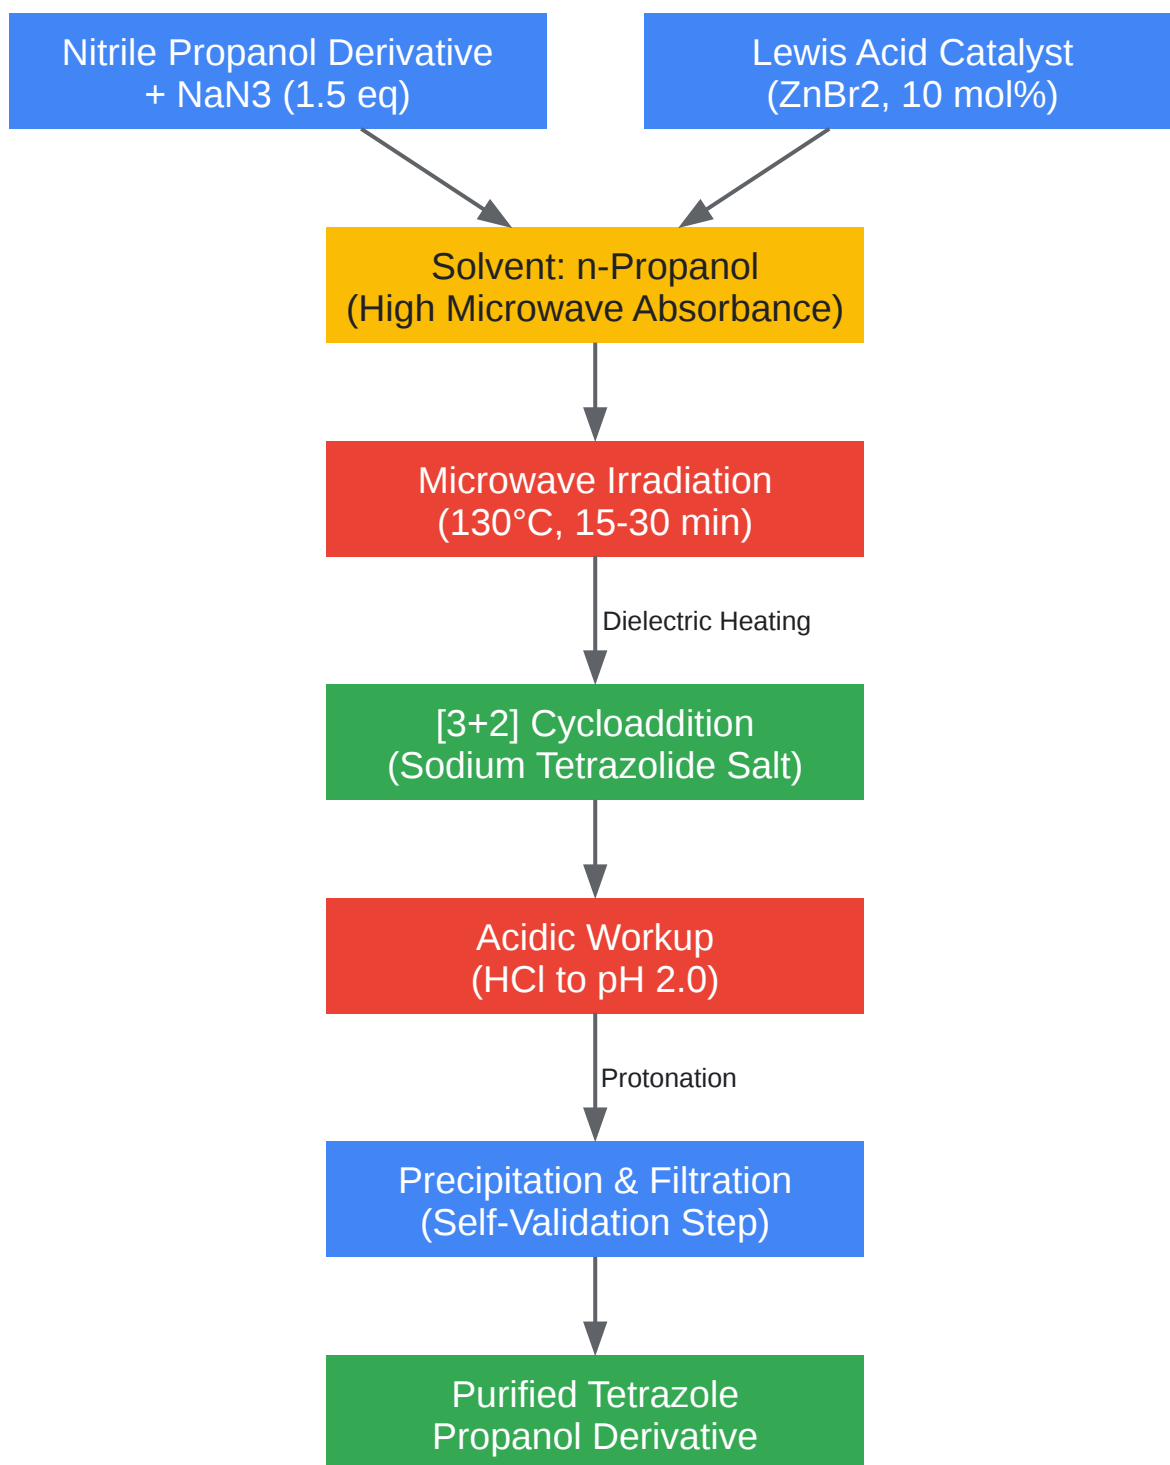 Nitrile Propanol Derivative
+ NaN3 (1.5 eq)
Lewis Acid Catalyst
(ZnBr2, 10 mol%)
Solvent: n-Propanol
(High Microwave Absorbance)
Microwave Irradiation
(130°C, 15-30 min)
Dielectric Heating
[3+2] Cycloaddition
(Sodium Tetrazolide Salt)
Acidic Workup
(HCl to pH 2.0)
Protonation
Precipitation & Filtration
(Self-Validation Step)
Purified Tetrazole
Propanol Derivative